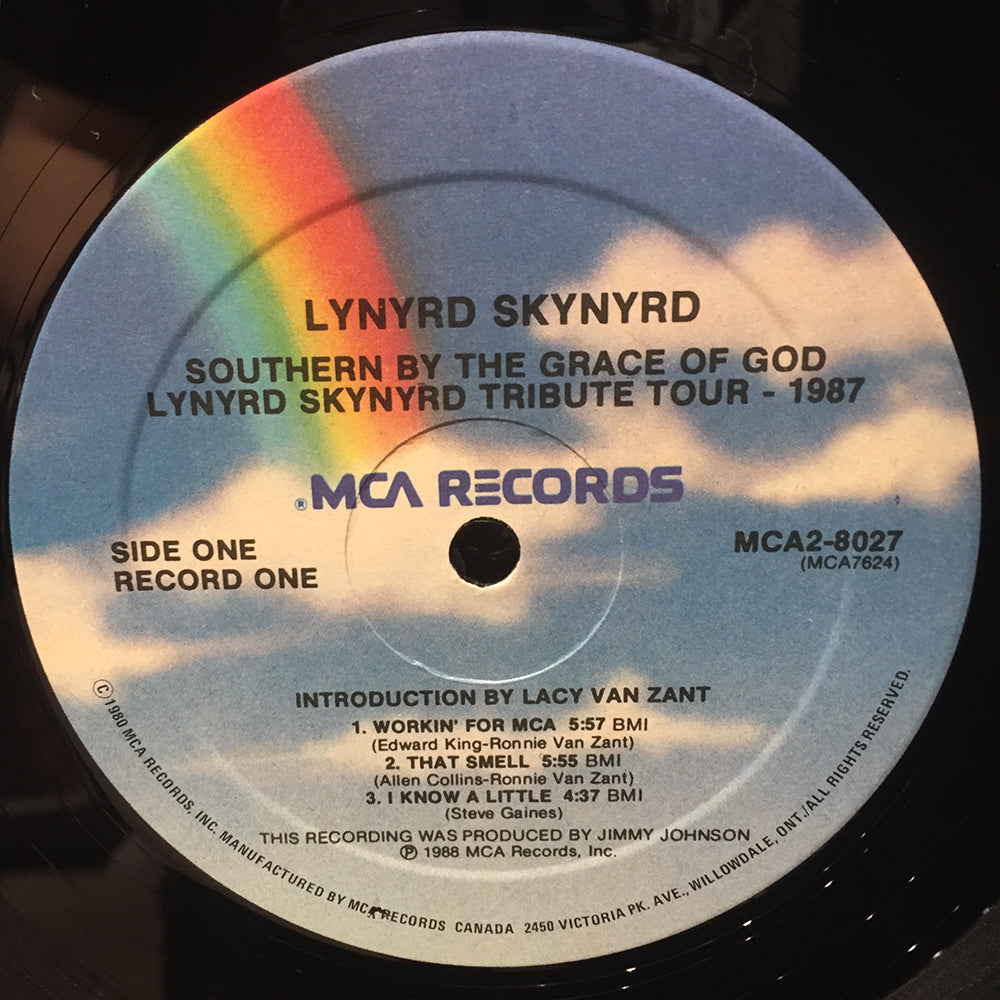 LYNYRD SKYNYRD
SOUTHERN BY THE GRACE OF GOD
LYNYRD SKYNYRD TRIBUTE TOUR - 1987
®MCA RECORDS
SIDE ONE
RECORD ONE
MCA2-8027
(MCA7624)
INTRODUCTION BY LACY VAN ZANT
1. WORKIN' FOR MCA 5:57 BMI
(Edward King-Ronnie Van Zant)
2. THAT SMELL 5:55 BMI
(Allen Collins-Ronnie Van Zant)
3. I KNOW A LITTLE 4:37 BMI
(Steve Gaines)
THIS RECORDING WAS PRODUCED BY JIMMY JOHNSON
℗ 1988 MCA Records, Inc.
©1980 MCA RECORDS, INC. MANUFACTURED BY MCA RECORDS CANADA 2450 VICTORIA PK. AVE., WILLOWDALE, ONT./ALL RIGHTS RESERVED.